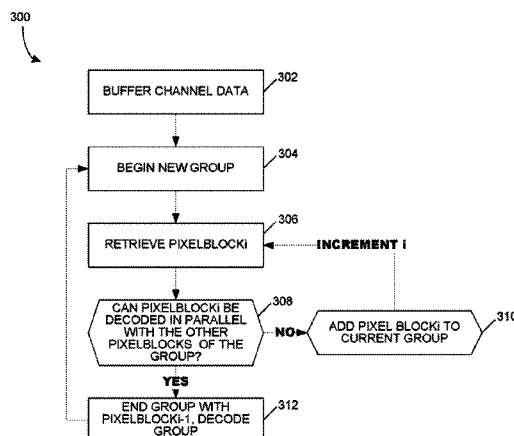 300
BUFFER CHANNEL DATA
302
BEGIN NEW GROUP
304
306
RETRIEVE PIXELBLOCKi
INCREMENT i
CAN PIXELBLOCKi BE
DECODED IN PARALLEL
WITH THE OTHER
PIXELBLOCKS OF THE
GROUP?
308
NO
ADD PIXEL BLOCKi TO
CURRENT GROUP
310
YES
END GROUP WITH
PIXELBLOCKi-1, DECODE
GROUP
312